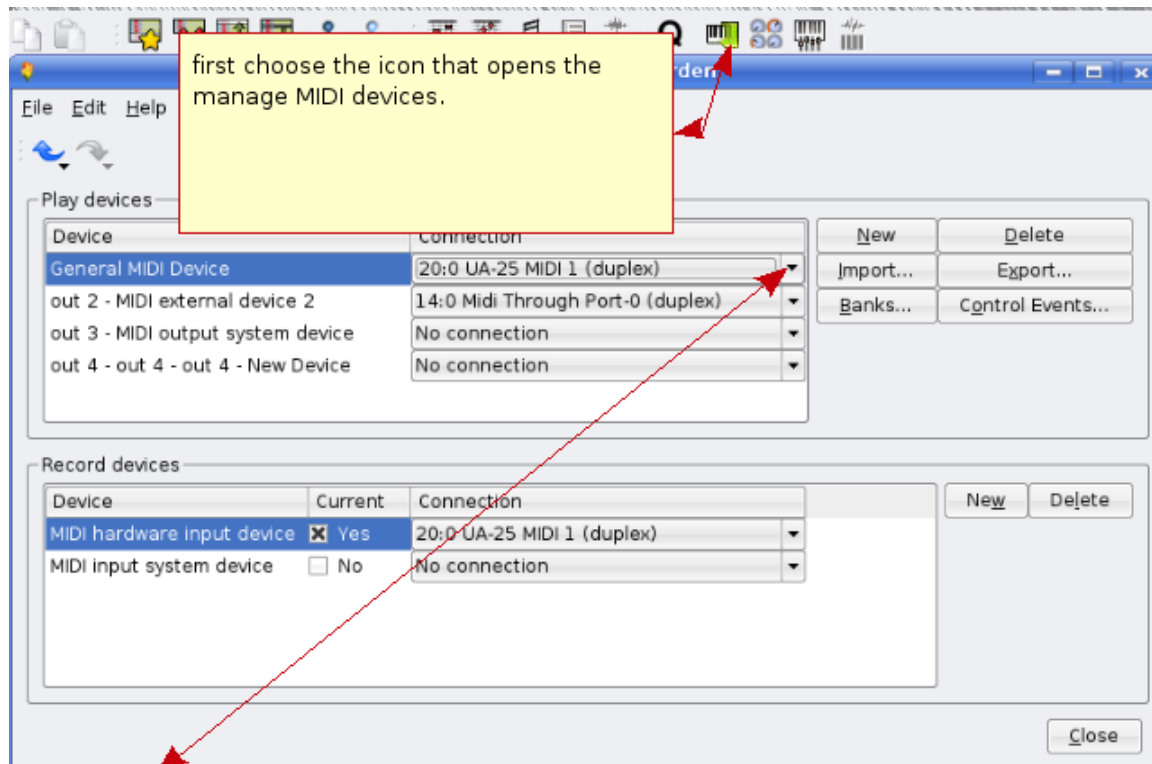 first choose the icon that opens the
manage MIDI devices.
File Edit Help
Play devices
Device Connection
General MIDI Device 20:0 UA-25 MIDI 1 (duplex)
out 2 - MIDI external device 2 14:0 Midi Through Port-0 (duplex)
out 3 - MIDI output system device No connection
out 4 - out 4 - out 4 - New Device No connection
New Delete
Import... Export...
Banks... Control Events...
Record devices
Device Current Connection
MIDI hardware input device Yes 20:0 UA-25 MIDI 1 (duplex)
MIDI input system device No No connection
New Delete
Close